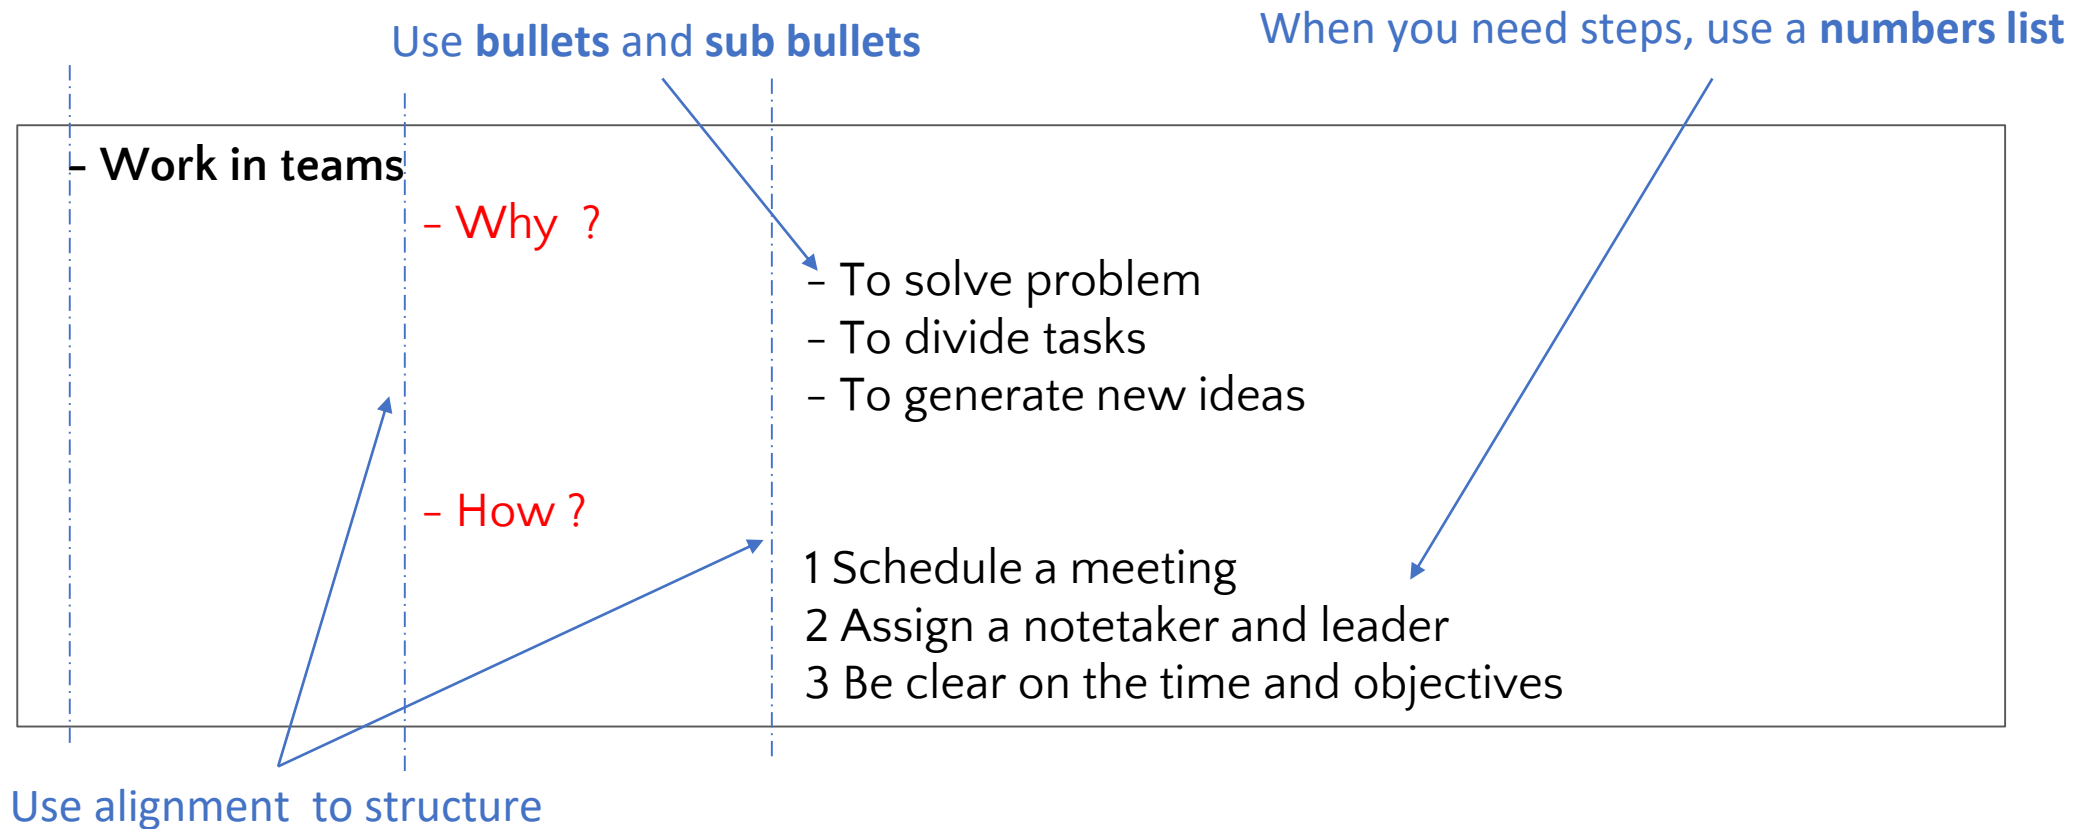 Use bullets and sub bullets
When you need steps, use a numbers list
- Work in teams
- Why ?
- To solve problem
- To divide tasks
- To generate new ideas
- How ?
1 Schedule a meeting
2 Assign a notetaker and leader
3 Be clear on the time and objectives
Use alignment to structure